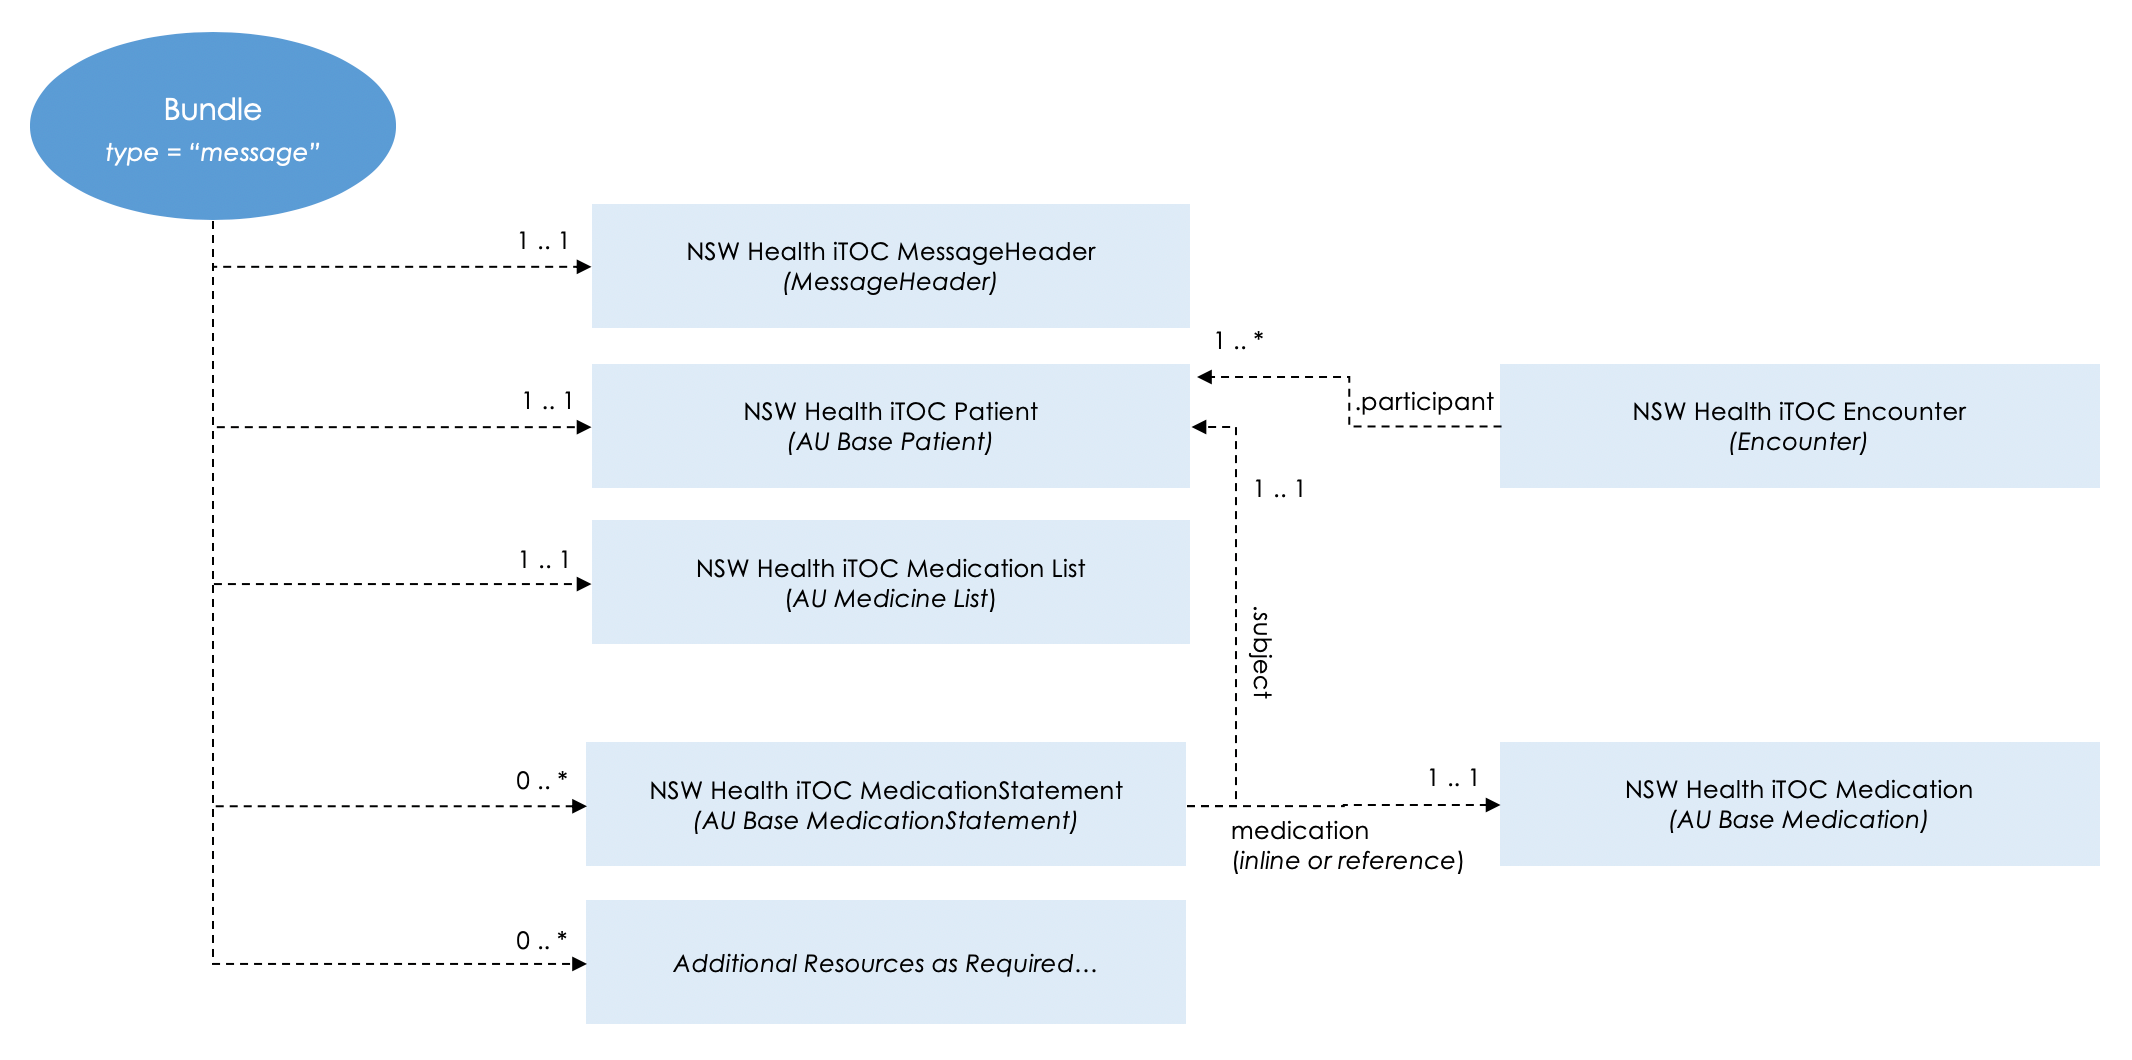 Bundle
type = “message”
1 .. 1
NSW Health iTOC MessageHeader
(MessageHeader)
1 .. *
1 .. 1
NSW Health iTOC Patient
(AU Base Patient)
.participant
NSW Health iTOC Encounter
(Encounter)
1 .. 1
1 .. 1
NSW Health iTOC Medication List
(AU Medicine List)
.subject
0 .. *
NSW Health iTOC MedicationStatement
(AU Base MedicationStatement)
1 .. 1
medication
(inline or reference)
NSW Health iTOC Medication
(AU Base Medication)
0 .. *
Additional Resources as Required…